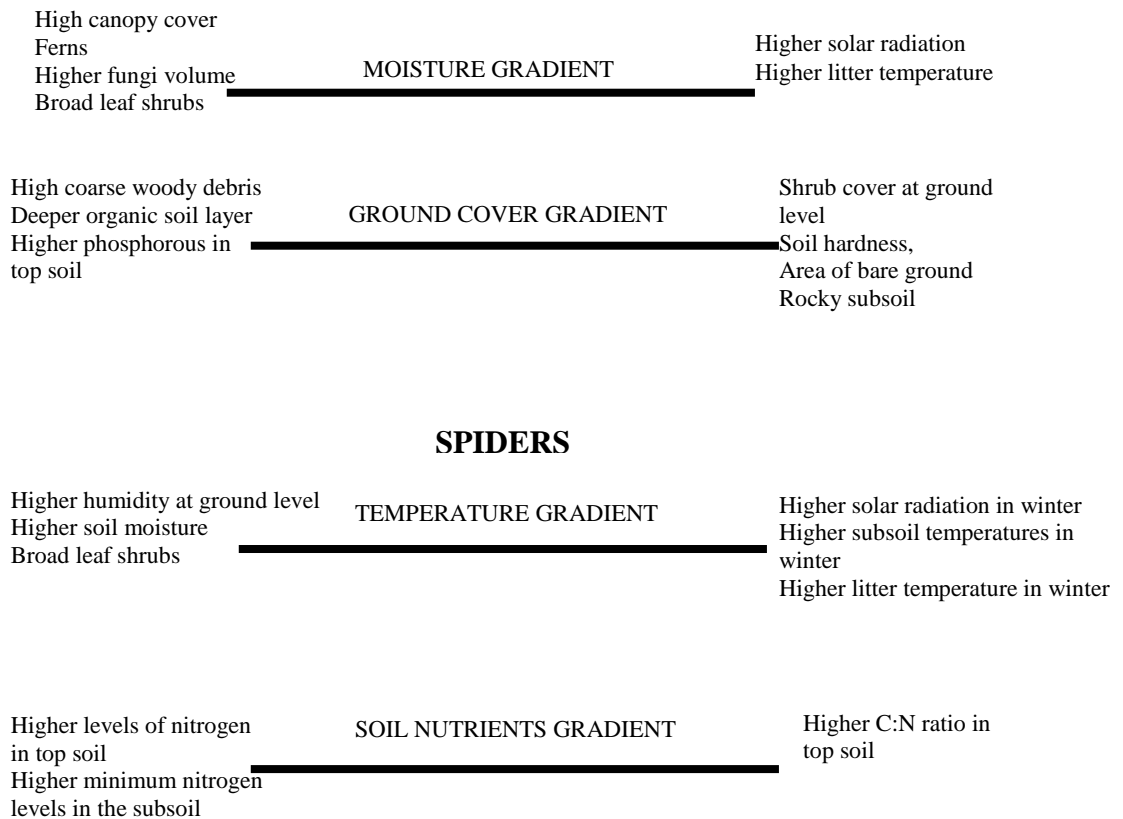 High canopy cover
Ferns
Higher fungi volume
Broad leaf shrubs
MOISTURE GRADIENT
Higher solar radiation
Higher litter temperature
High coarse woody debris
Deeper organic soil layer
Higher phosphorous in
top soil
GROUND COVER GRADIENT
Shrub cover at ground
level
Soil hardness,
Area of bare ground
Rocky subsoil
SPIDERS
Higher humidity at ground level
Higher soil moisture
Broad leaf shrubs
TEMPERATURE GRADIENT
Higher solar radiation in winter
Higher subsoil temperatures in
winter
Higher litter temperature in winter
Higher levels of nitrogen
in top soil
Higher minimum nitrogen
levels in the subsoil
SOIL NUTRIENTS GRADIENT
Higher C:N ratio in
top soil